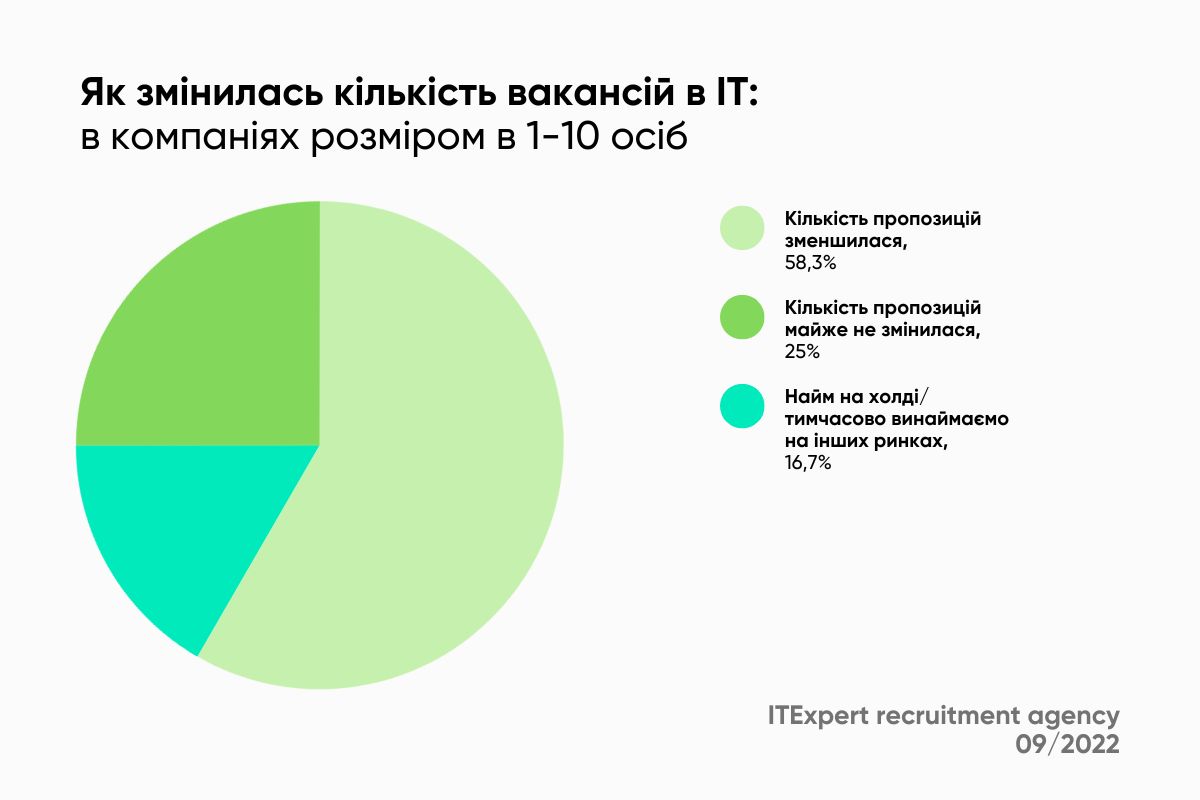 Як змінилась кількість вакансій в ІТ:
в компаніях розміром в 1-10 осіб
Кількість пропозицій
зменшилася,
58,3%
Кількість пропозицій
майже не змінилася,
25%
Найм на холді/
тимчасово винаймаємо
на інших ринках,
16,7%
ITExpert recruitment agency
09/2022